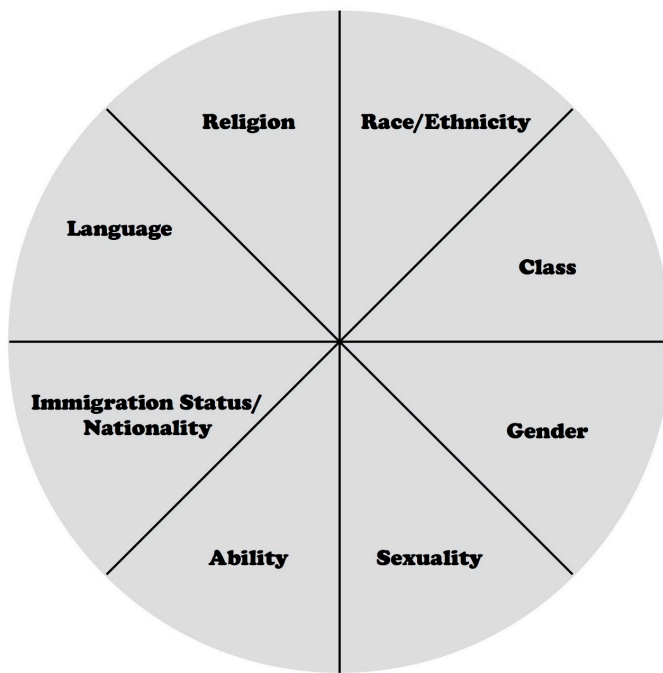 Religion
Race/Ethnicity
Language
Class
Immigration Status/
Nationality
Gender
Ability
Sexuality